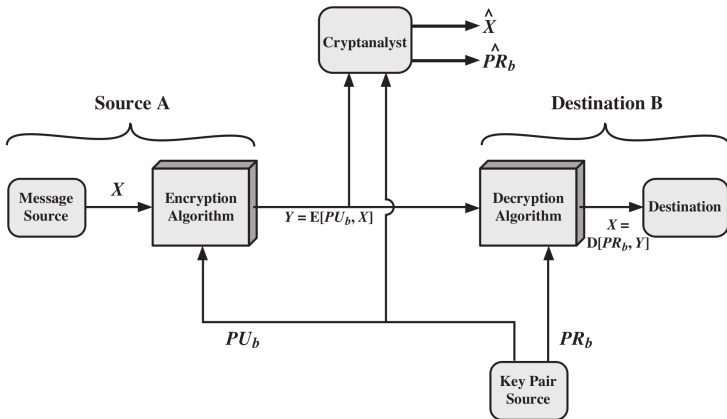 X̂
Cryptanalyst
P̂R_b
Source A
Destination B
Message
Source
X
Encryption
Algorithm
Y = E[PU_b, X]
Decryption
Algorithm
X =
D[PR_b, Y]
Destination
PU_b
PR_b
Key Pair
Source